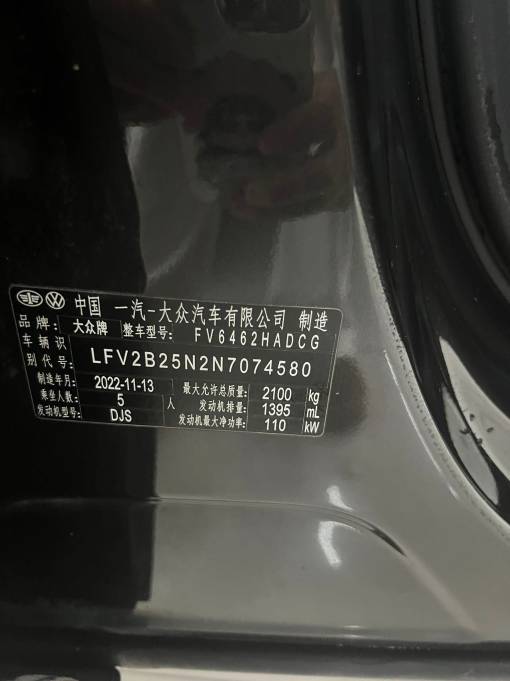 中国 一汽-大众汽车有限公司 制造
品牌: 大众牌 整车型号: FV6462HADCG
车辆识别代号: LFV2B25N2N7074580
制造年月: 2022-11-13 最大允许总质量: 2100 kg
乘坐人数: 5 人 发动机排量: 1395 mL
发动机型号: DJS 发动机最大净功率: 110 kW